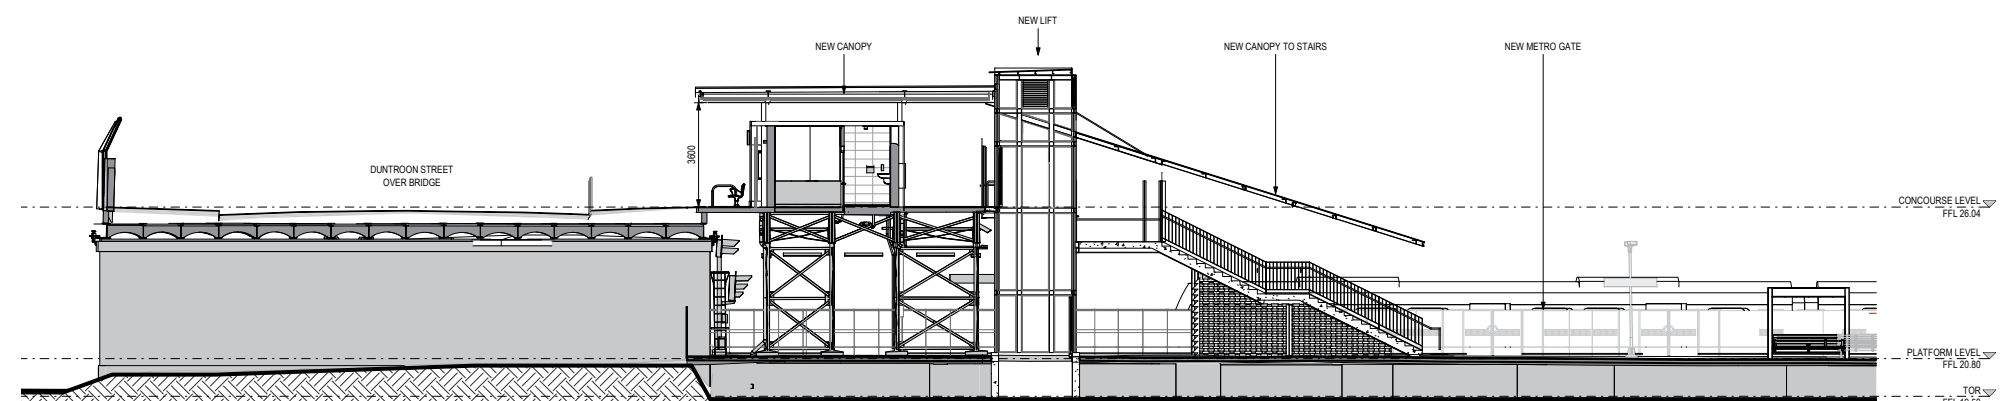 NEW LIFT
NEW CANOPY
NEW CANOPY TO STAIRS
NEW METRO GATE
3600
DUNTROON STREET
OVER BRIDGE
CONCOURSE LEVEL
FFL 26.04
PLATFORM LEVEL
FFL 20.80
TOR